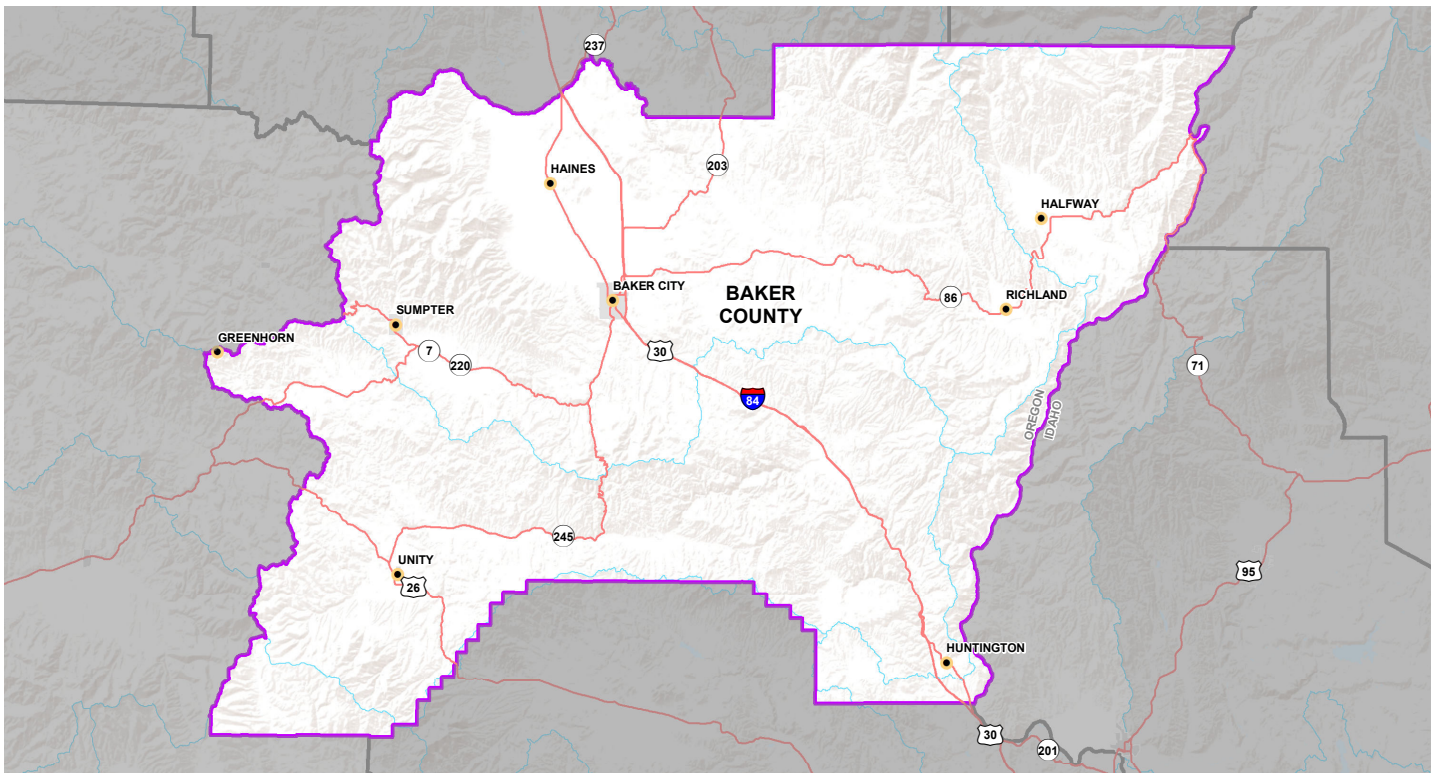 237
203
HAINES
HALFWAY
BAKER CITY
BAKER
COUNTY
86
RICHLAND
SUMPTER
GREENHORN
7
220
30
84
71
OREGON
IDAHO
245
UNITY
26
95
HUNTINGTON
30
201